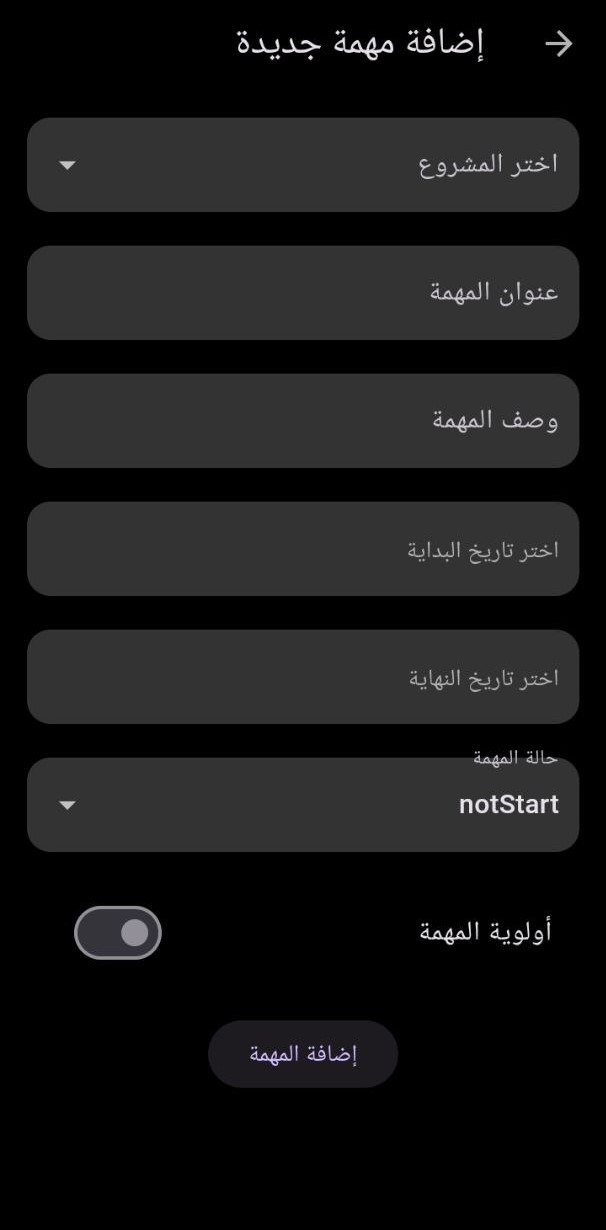 إضافة مهمة جديدة
اختر المشروع
عنوان المهمة
وصف المهمة
اختر تاريخ البداية
اختر تاريخ النهاية
حالة المهمة
notStart
أولوية المهمة
إضافة المهمة